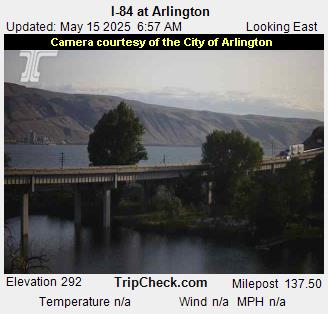 I-84 at Arlington
Updated: May 15 2025 6:57 AM Looking East
Camera courtesy of the City of Arlington
Elevation 292 TripCheck.com Milepost 137.50
Temperature n/a Wind n/a MPH n/a